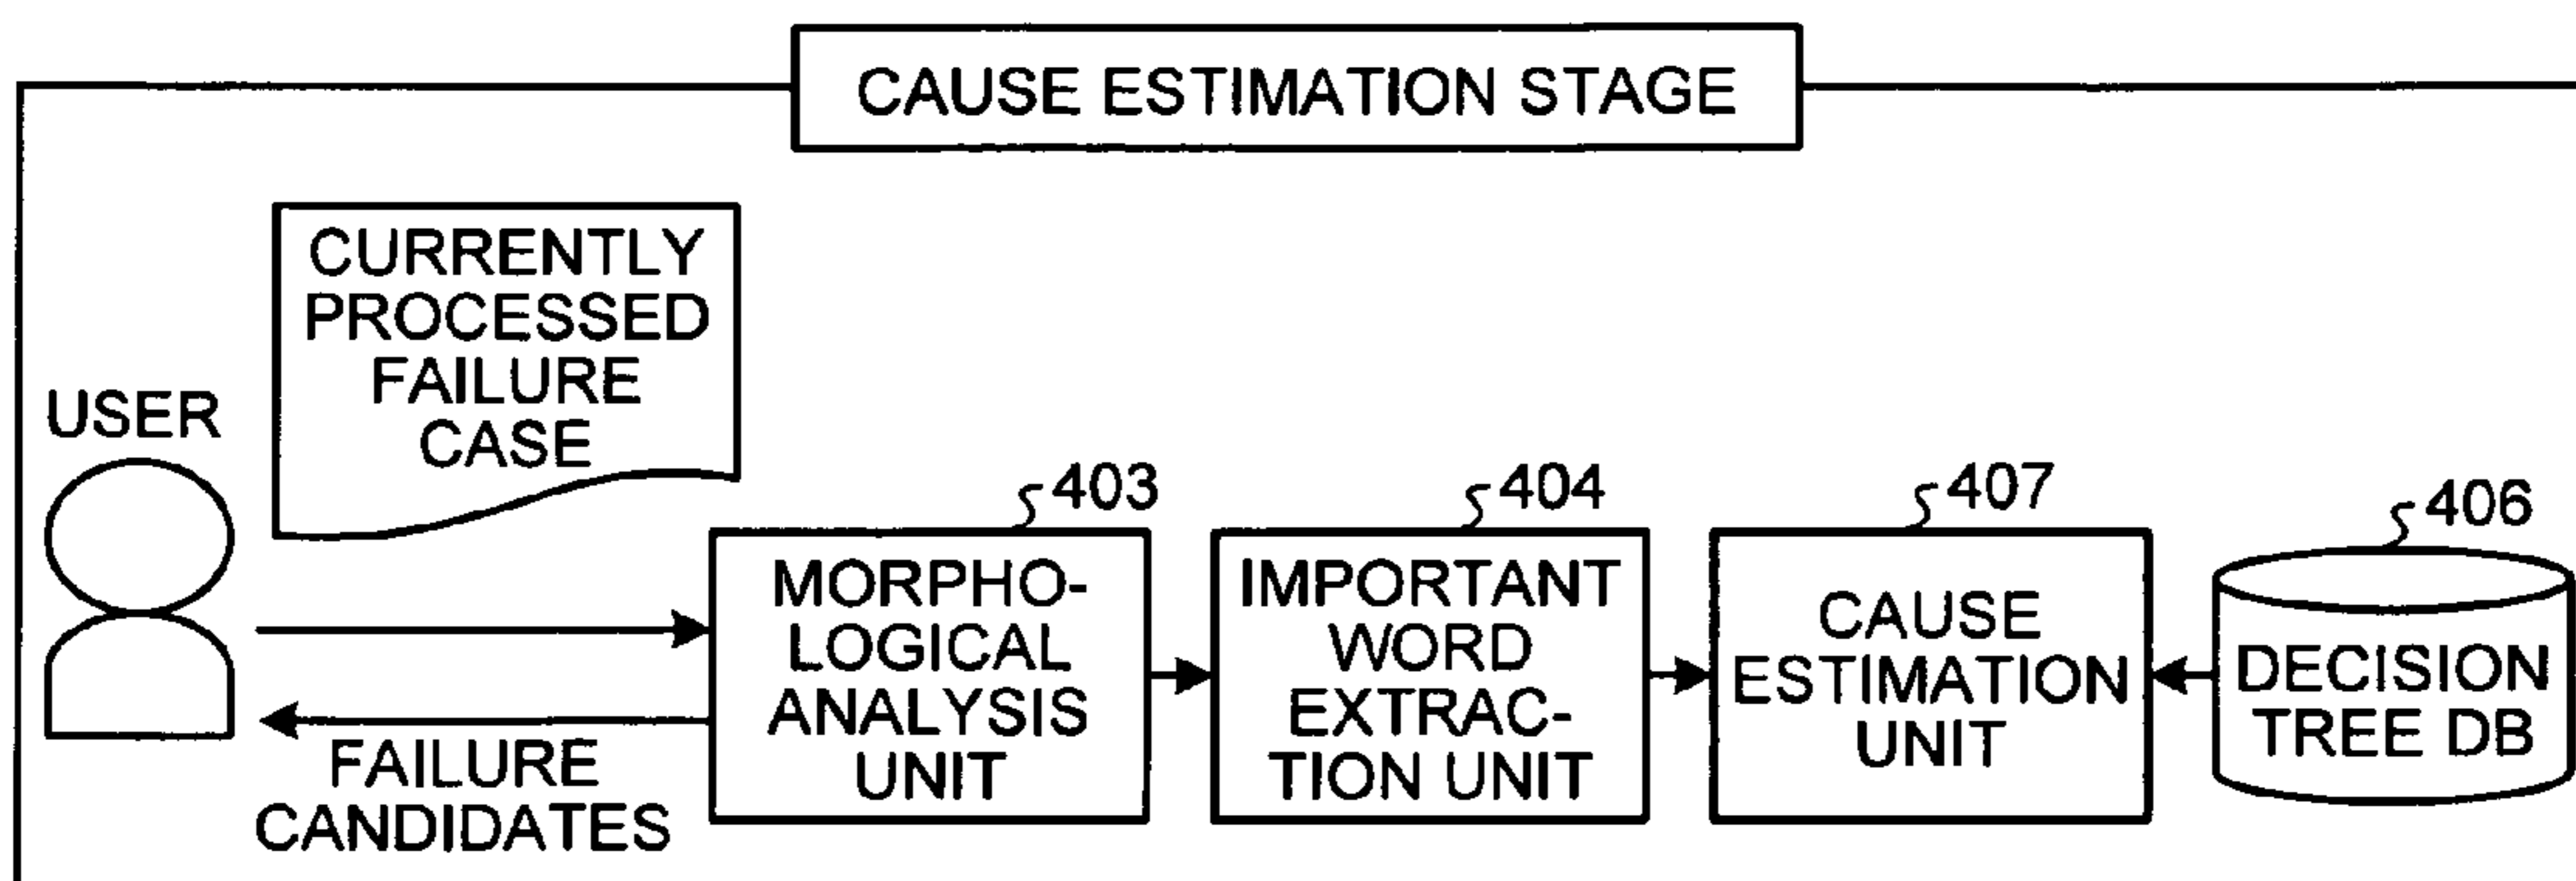 CAUSE ESTIMATION STAGE
CURRENTLY
PROCESSED
FAILURE
CASE
USER
FAILURE
CANDIDATES
403
MORPHO-
LOGICAL
ANALYSIS
UNIT
404
IMPORTANT
WORD
EXTRAC-
TION UNIT
407
CAUSE
ESTIMATION
UNIT
406
DECISION
TREE DB